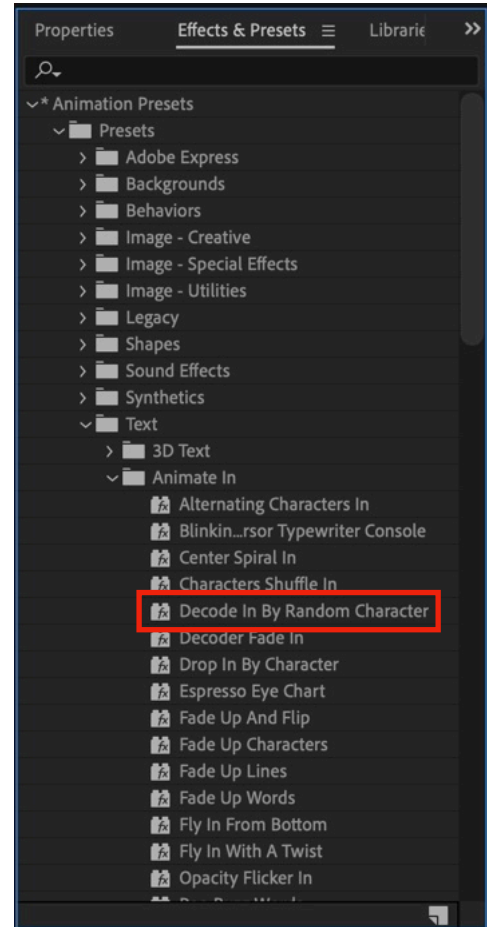 Properties Effects & Presets Librarie
* Animation Presets
Presets
Adobe Express
Backgrounds
Behaviors
Image - Creative
Image - Special Effects
Image - Utilities
Legacy
Shapes
Sound Effects
Synthetics
Text
3D Text
Animate In
Alternating Characters In
Blinkin...rsor Typewriter Console
Center Spiral In
Characters Shuffle In
Decode In By Random Character
Decoder Fade In
Drop In By Character
Espresso Eye Chart
Fade Up And Flip
Fade Up Characters
Fade Up Lines
Fade Up Words
Fly In From Bottom
Fly In With A Twist
Opacity Flicker In